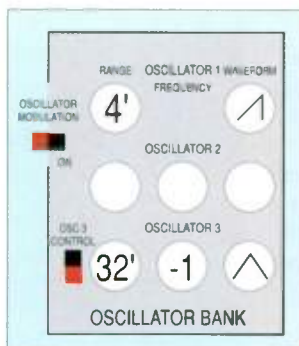 RANGE OSCILLATOR 1 WAVEFORM
FREQUENCY
4'
OSCILLATOR
MODULATION
ON
OSCILLATOR 2
OSC 3
CONTROL
OSCILLATOR 3
32' -1
OSCILLATOR BANK